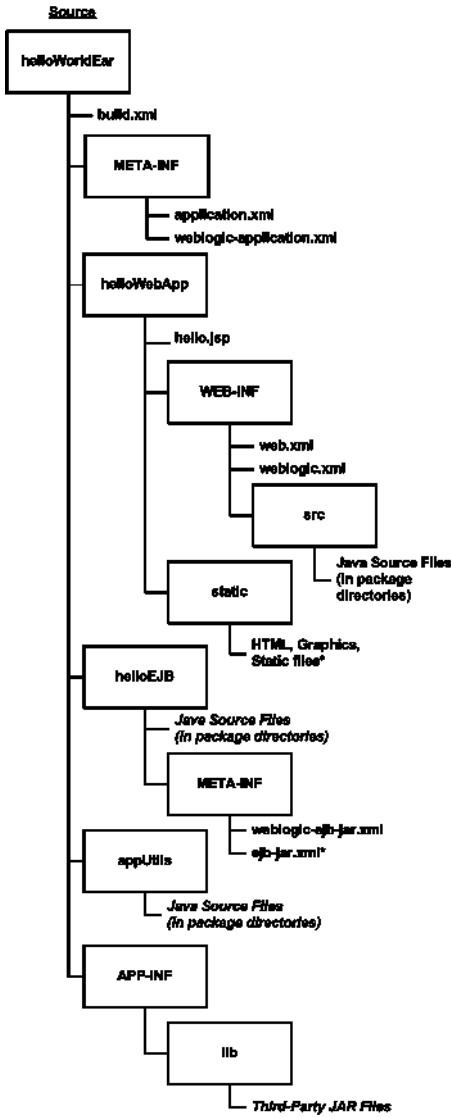 Source
helloWorldEar
build.xml
META-INF
application.xml
weblogic-application.xml
helloWebApp
hello.jsp
WEB-INF
web.xml
weblogic.xml
src
Java Source Files
(in package
directories)
static
HTML, Graphics,
Static files*
helloEJB
Java Source Files
(in package directories)
META-INF
weblogic-ejb-jar.xml
ejb-jar.xml*
appUtils
Java Source Files
(in package directories)
APP-INF
lib
Third-Party JAR Files